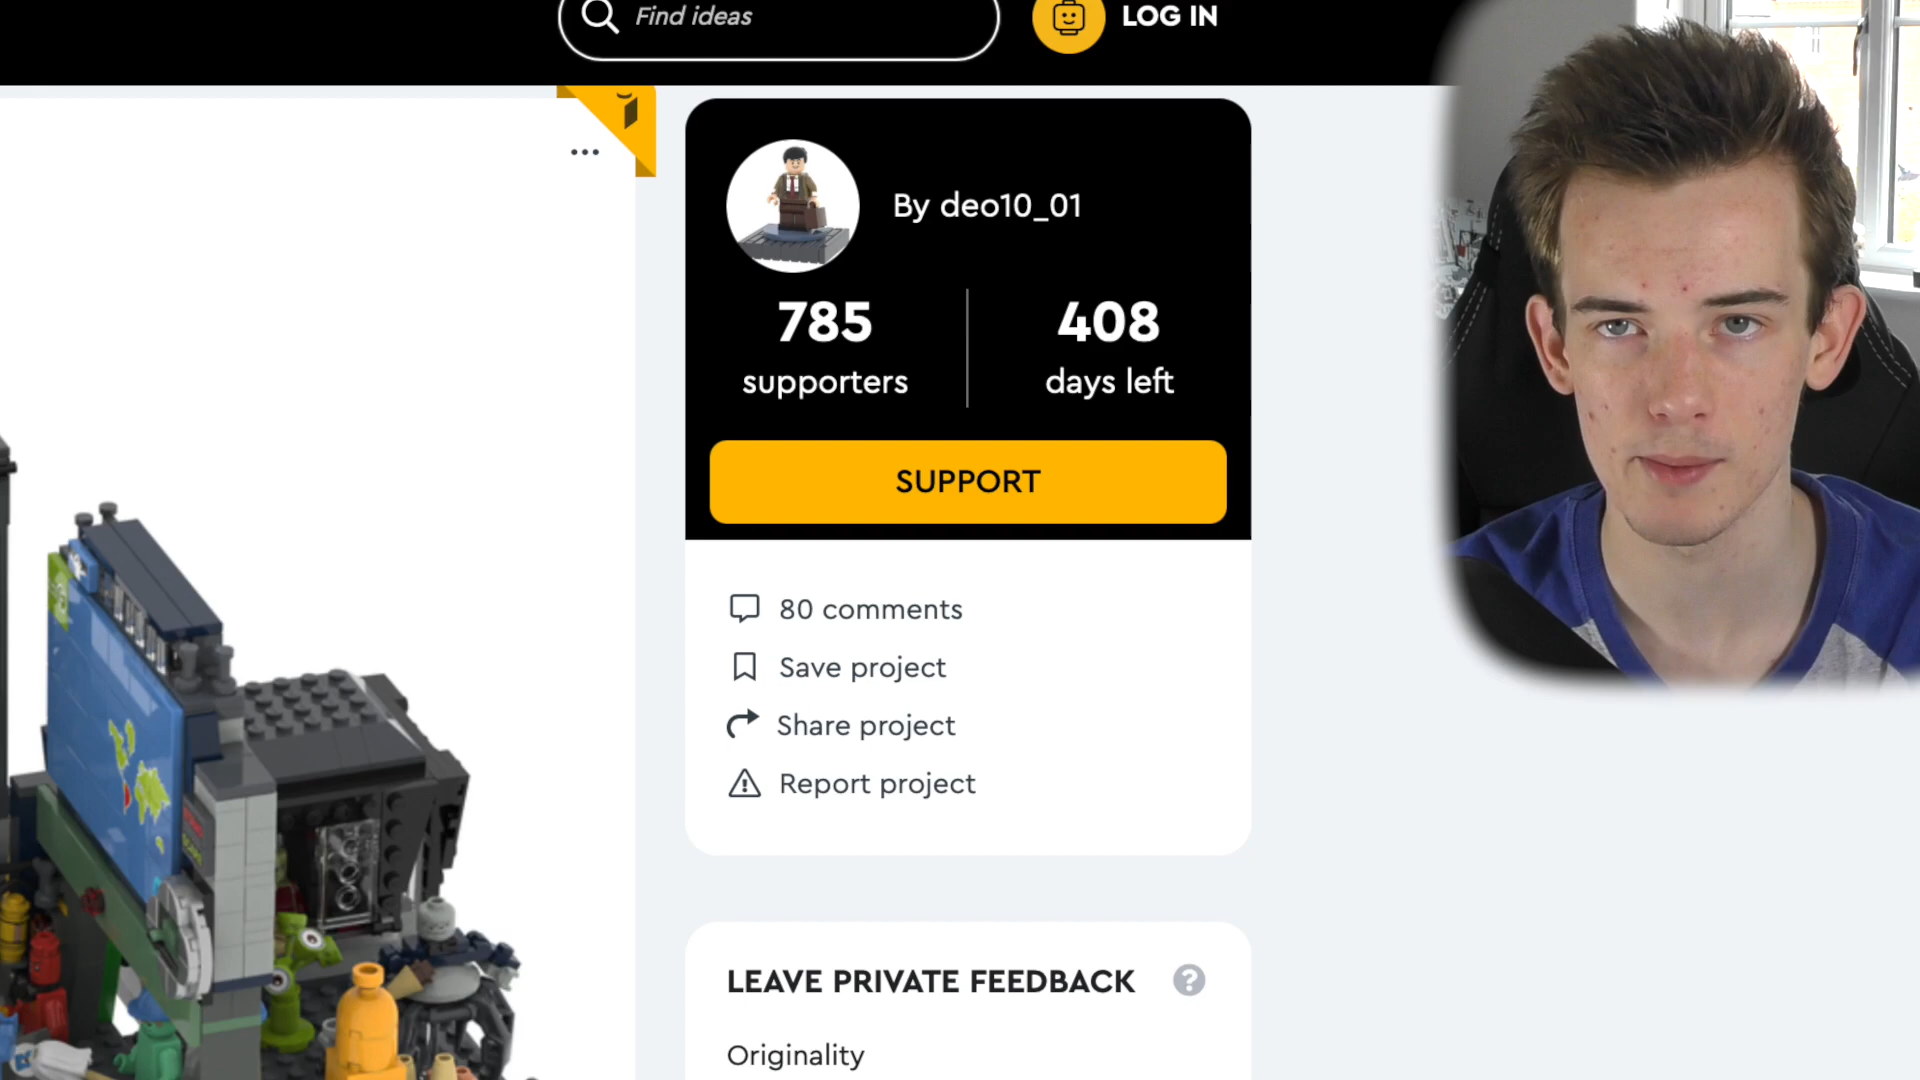 Find ideas
LOG IN
...
By deo10_01
785
supporters
408
days left
SUPPORT
80 comments
Save project
Share project
Report project
LEAVE PRIVATE FEEDBACK
?
Originality